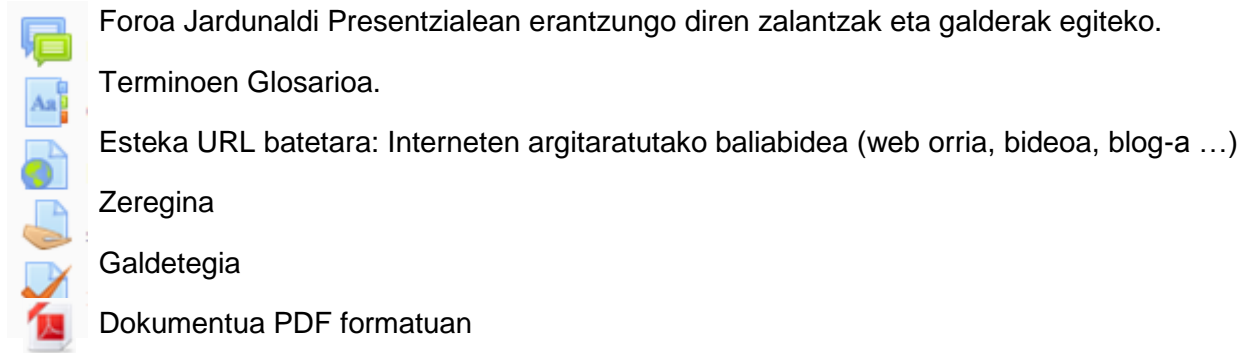 Foroa Jardunaldi Presentzialean erantzungo diren zalantzak eta galderak egiteko.
Terminoen Glosarioa.
Esteka URL batetara: Interneten argitaratutako baliabidea (web orria, bideoa, blog-a …)
Zeregina
Galdetegia
Dokumentua PDF formatuan